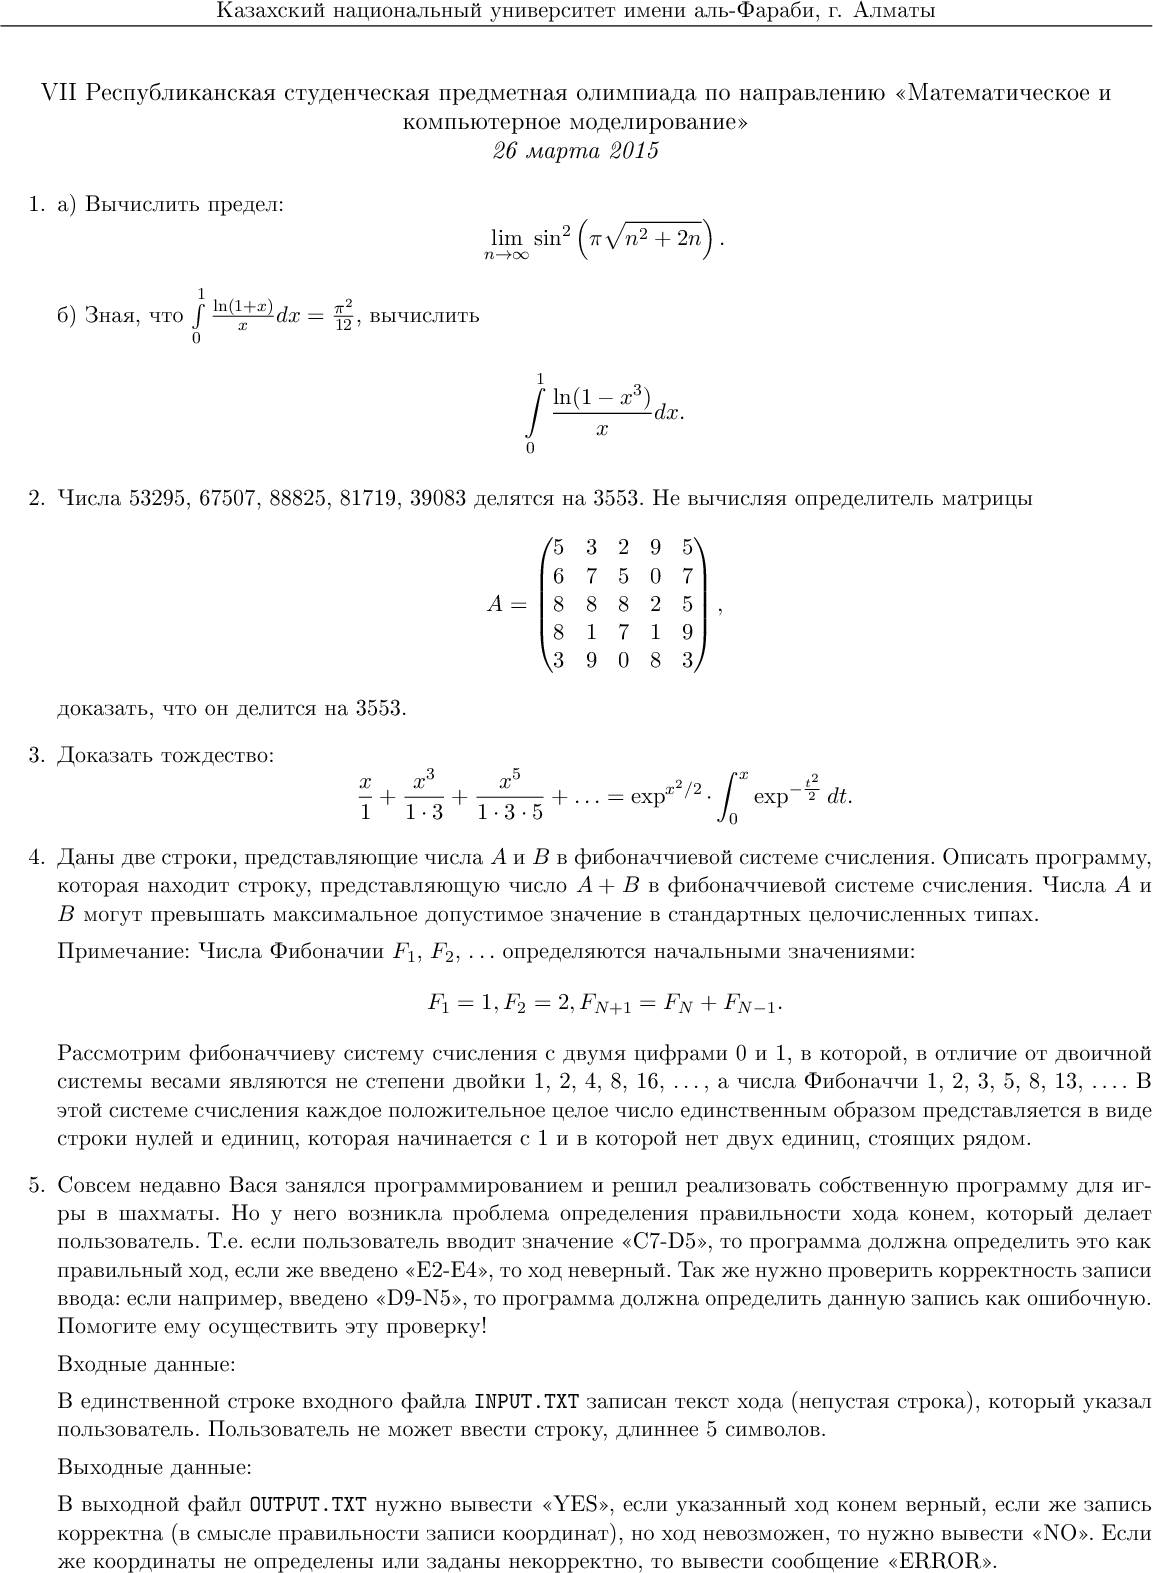 Казахский национальный университет имени аль-Фараби, г. Алматы
VII Республиканская студенческая предметная олимпиада по направлению «Математическое и
компьютерное моделирование»
26 марта 2015
1. а) Вычислить предел:
$$\lim_{n\to\infty} \sin^2\left(\pi\sqrt{n^2+2n}\right).$$
б) Зная, что $\int\limits_0^1 \frac{\ln(1+x)}{x}dx = \frac{\pi^2}{12}$, вычислить
$$\int\limits_0^1 \frac{\ln(1-x^3)}{x}dx.$$
2. Числа 53295, 67507, 88825, 81719, 39083 делятся на 3553. Не вычисляя определитель матрицы
$$A = \begin{pmatrix} 5 & 3 & 2 & 9 & 5 \\ 6 & 7 & 5 & 0 & 7 \\ 8 & 8 & 8 & 2 & 5 \\ 8 & 1 & 7 & 1 & 9 \\ 3 & 9 & 0 & 8 & 3 \end{pmatrix},$$
доказать, что он делится на 3553.
3. Доказать тождество:
$$\frac{x}{1} + \frac{x^3}{1\cdot 3} + \frac{x^5}{1\cdot 3\cdot 5} + \ldots = \exp^{x^2/2} \cdot \int_0^x \exp^{-\frac{t^2}{2}} dt.$$
4. Даны две строки, представляющие числа A и B в фибоначчиевой системе счисления. Описать программу,
которая находит строку, представляющую число A + B в фибоначчиевой системе счисления. Числа A и
B могут превышать максимальное допустимое значение в стандартных целочисленных типах.
Примечание: Числа Фибоначии $F_1$, $F_2$, … определяются начальными значениями:
$$F_1 = 1, F_2 = 2, F_{N+1} = F_N + F_{N-1}.$$
Рассмотрим фибоначчиеву систему счисления с двумя цифрами 0 и 1, в которой, в отличие от двоичной
системы весами являются не степени двойки 1, 2, 4, 8, 16, …, а числа Фибоначчи 1, 2, 3, 5, 8, 13, …. В
этой системе счисления каждое положительное целое число единственным образом представляется в виде
строки нулей и единиц, которая начинается с 1 и в которой нет двух единиц, стоящих рядом.
5. Совсем недавно Вася занялся программированием и решил реализовать собственную программу для иг-
ры в шахматы. Но у него возникла проблема определения правильности хода конем, который делает
пользователь. Т.е. если пользователь вводит значение «C7-D5», то программа должна определить это как
правильный ход, если же введено «E2-E4», то ход неверный. Так же нужно проверить корректность записи
ввода: если например, введено «D9-N5», то программа должна определить данную запись как ошибочную.
Помогите ему осуществить эту проверку!
Входные данные:
В единственной строке входного файла INPUT.TXT записан текст хода (непустая строка), который указал
пользователь. Пользователь не может ввести строку, длиннее 5 символов.
Выходные данные:
В выходной файл OUTPUT.TXT нужно вывести «YES», если указанный ход конем верный, если же запись
корректна (в смысле правильности записи координат), но ход невозможен, то нужно вывести «NO». Если
же координаты не определены или заданы некорректно, то вывести сообщение «ERROR».